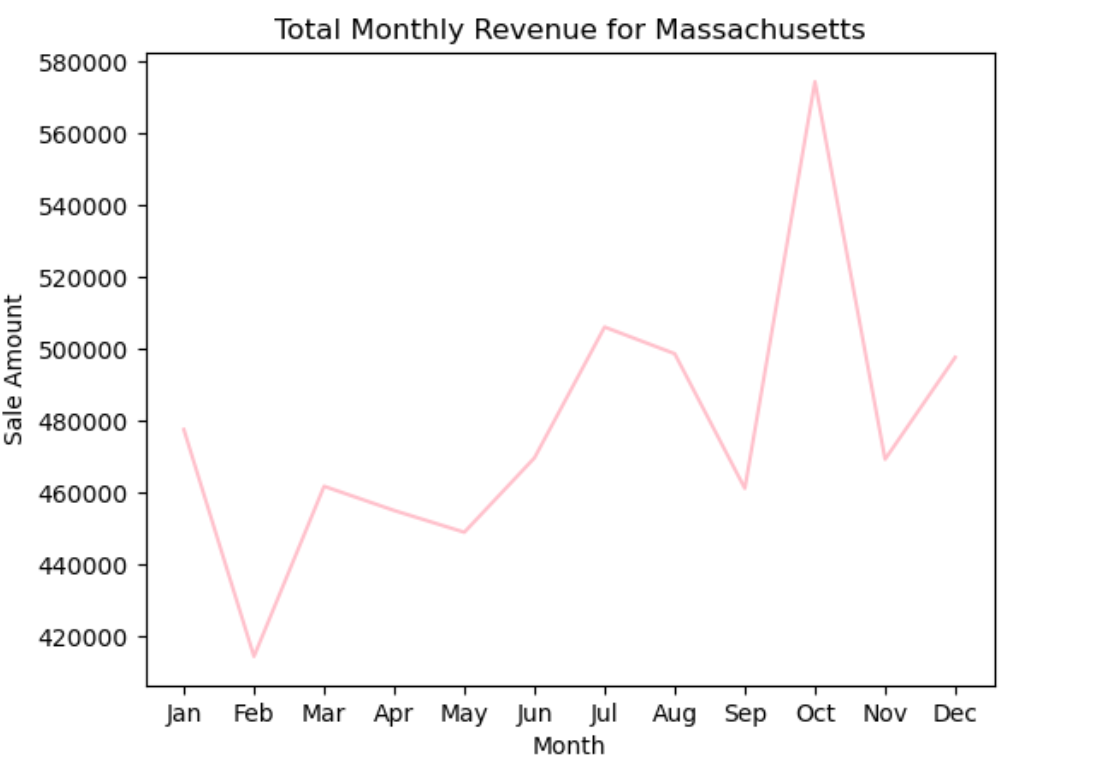 Total Monthly Revenue for Massachusetts
580000
560000
540000
520000
500000
480000
460000
440000
420000
Sale Amount
Jan Feb Mar Apr May Jun Jul Aug Sep Oct Nov Dec
Month